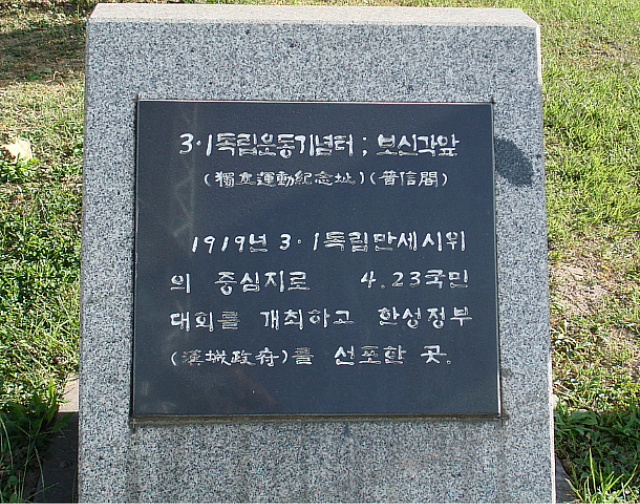 3·1독립운동기념터; 보신각앞
(獨立運動紀念址)(普信閣)
1919년 3·1독립만세시위
의 중심지로 4.23국민
대회를 개최하고 한성정부
(漢城政府)를 선포한 곳.